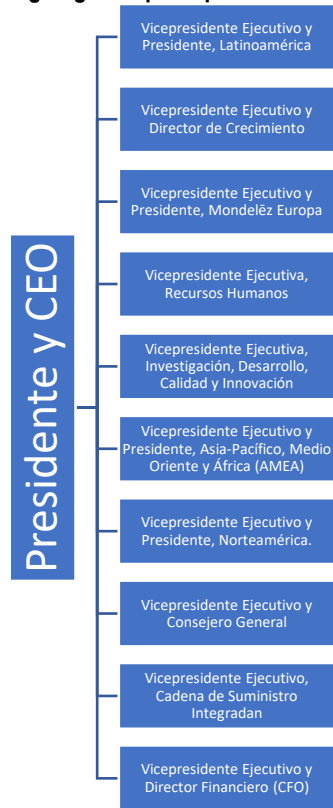 Presidente y CEO
Vicepresidente Ejecutivo y
Presidente, Latinoamérica
Vicepresidente Ejecutivo y
Director de Crecimiento
Vicepresidente Ejecutivo y
Presidente, Mondelēz Europa
Vicepresidente Ejecutiva,
Recursos Humanos
Vicepresidente Ejecutiva,
Investigación, Desarrollo,
Calidad y Innovación
Vicepresidente Ejecutivo y
Presidente, Asia-Pacífico, Medio
Oriente y África (AMEA)
Vicepresidente Ejecutivo y
Presidente, Norteamérica.
Vicepresidente Ejecutivo y
Consejero General
Vicepresidente Ejecutivo,
Cadena de Suministro
Integradan
Vicepresidente Ejecutivo y
Director Financiero (CFO)